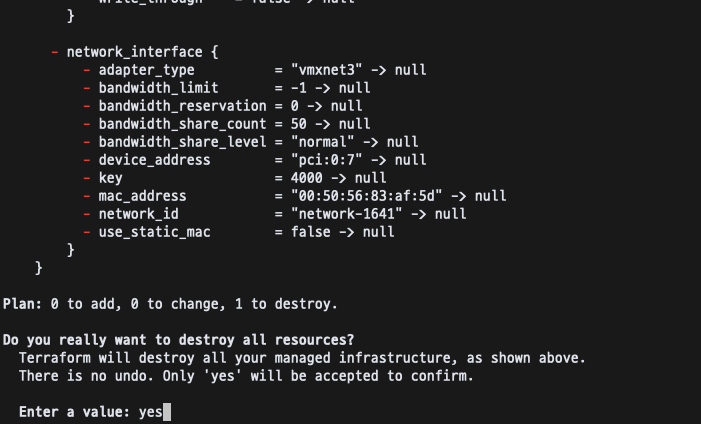 write_through = false -> null
}
- network_interface {
- adapter_type = "vmxnet3" -> null
- bandwidth_limit = -1 -> null
- bandwidth_reservation = 0 -> null
- bandwidth_share_count = 50 -> null
- bandwidth_share_level = "normal" -> null
- device_address = "pci:0:7" -> null
- key = 4000 -> null
- mac_address = "00:50:56:83:af:5d" -> null
- network_id = "network-1641" -> null
- use_static_mac = false -> null
}
}
Plan: 0 to add, 0 to change, 1 to destroy.
Do you really want to destroy all resources?
Terraform will destroy all your managed infrastructure, as shown above.
There is no undo. Only 'yes' will be accepted to confirm.
Enter a value: yes